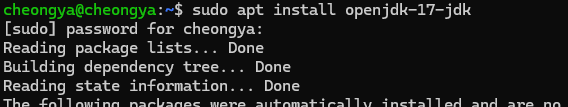 cheongya@cheongya:~$ sudo apt install openjdk-17-jdk
[sudo] password for cheongya:
Reading package lists... Done
Building dependency tree... Done
Reading state information... Done
The following packages were automatically installed and are no